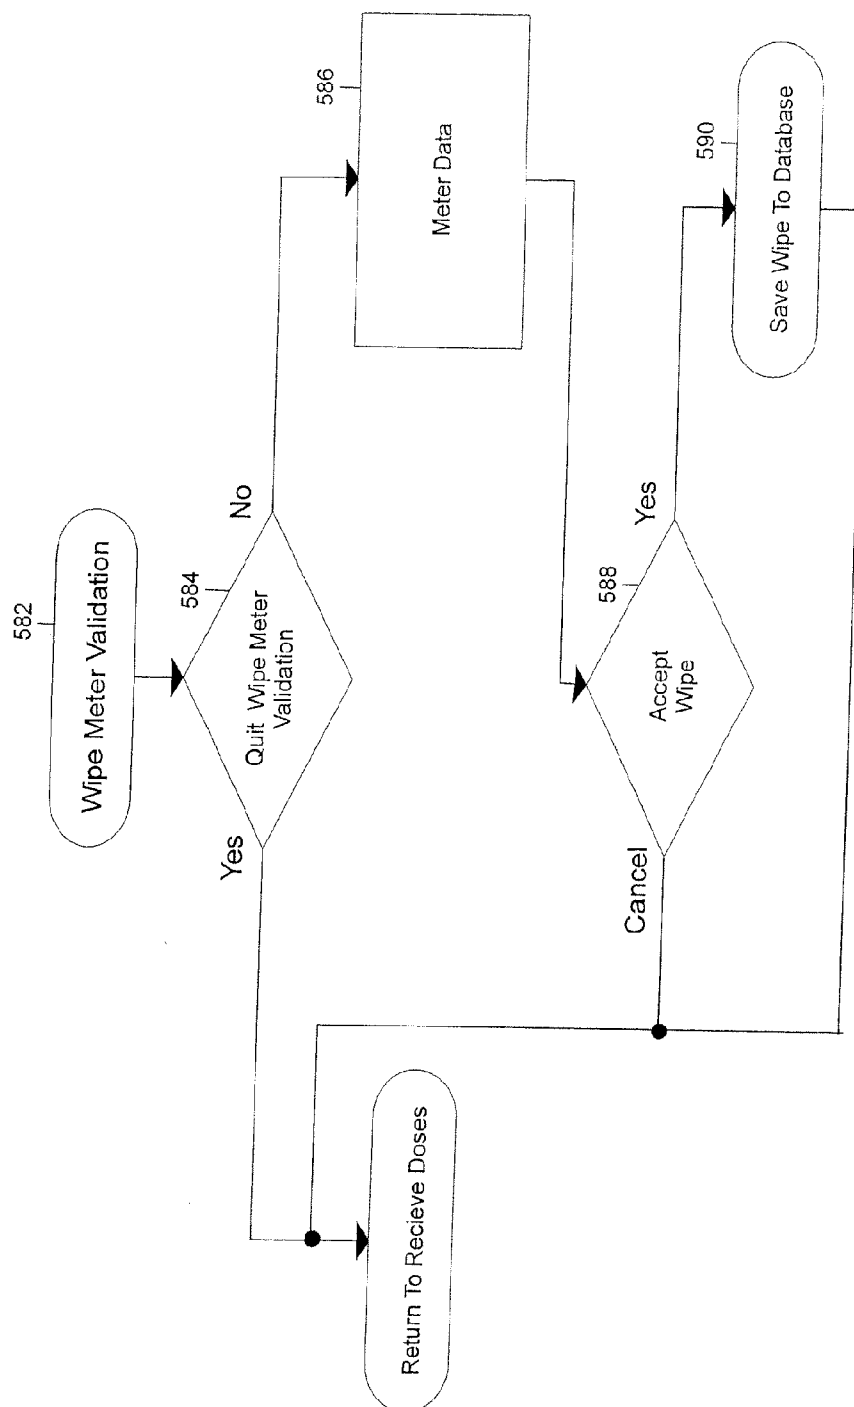 582
Wipe Meter Validation
584
Quit Wipe Meter
Validation
Yes
No
586
Meter Data
588
Accept
Wipe
Cancel
Yes
590
Save Wipe To Database
Return To Recieve Doses